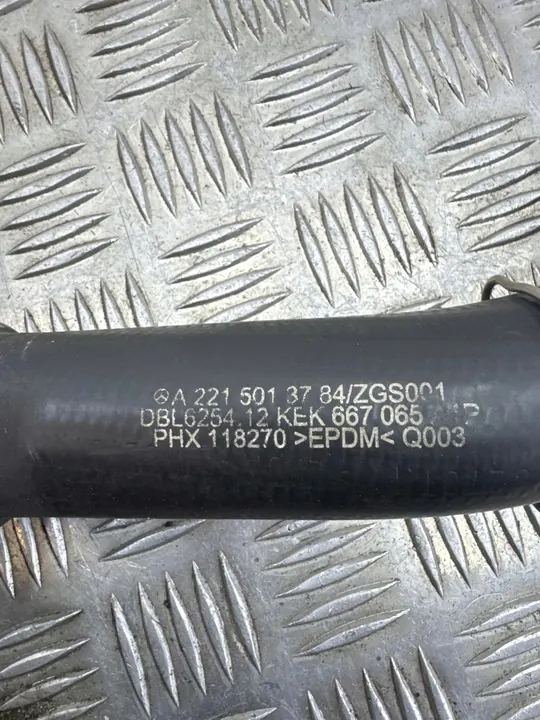 A 221 501 37 84/ZGS001
DBL6254.12 KEK 667 065
PHX 118270 >EPDM< Q003